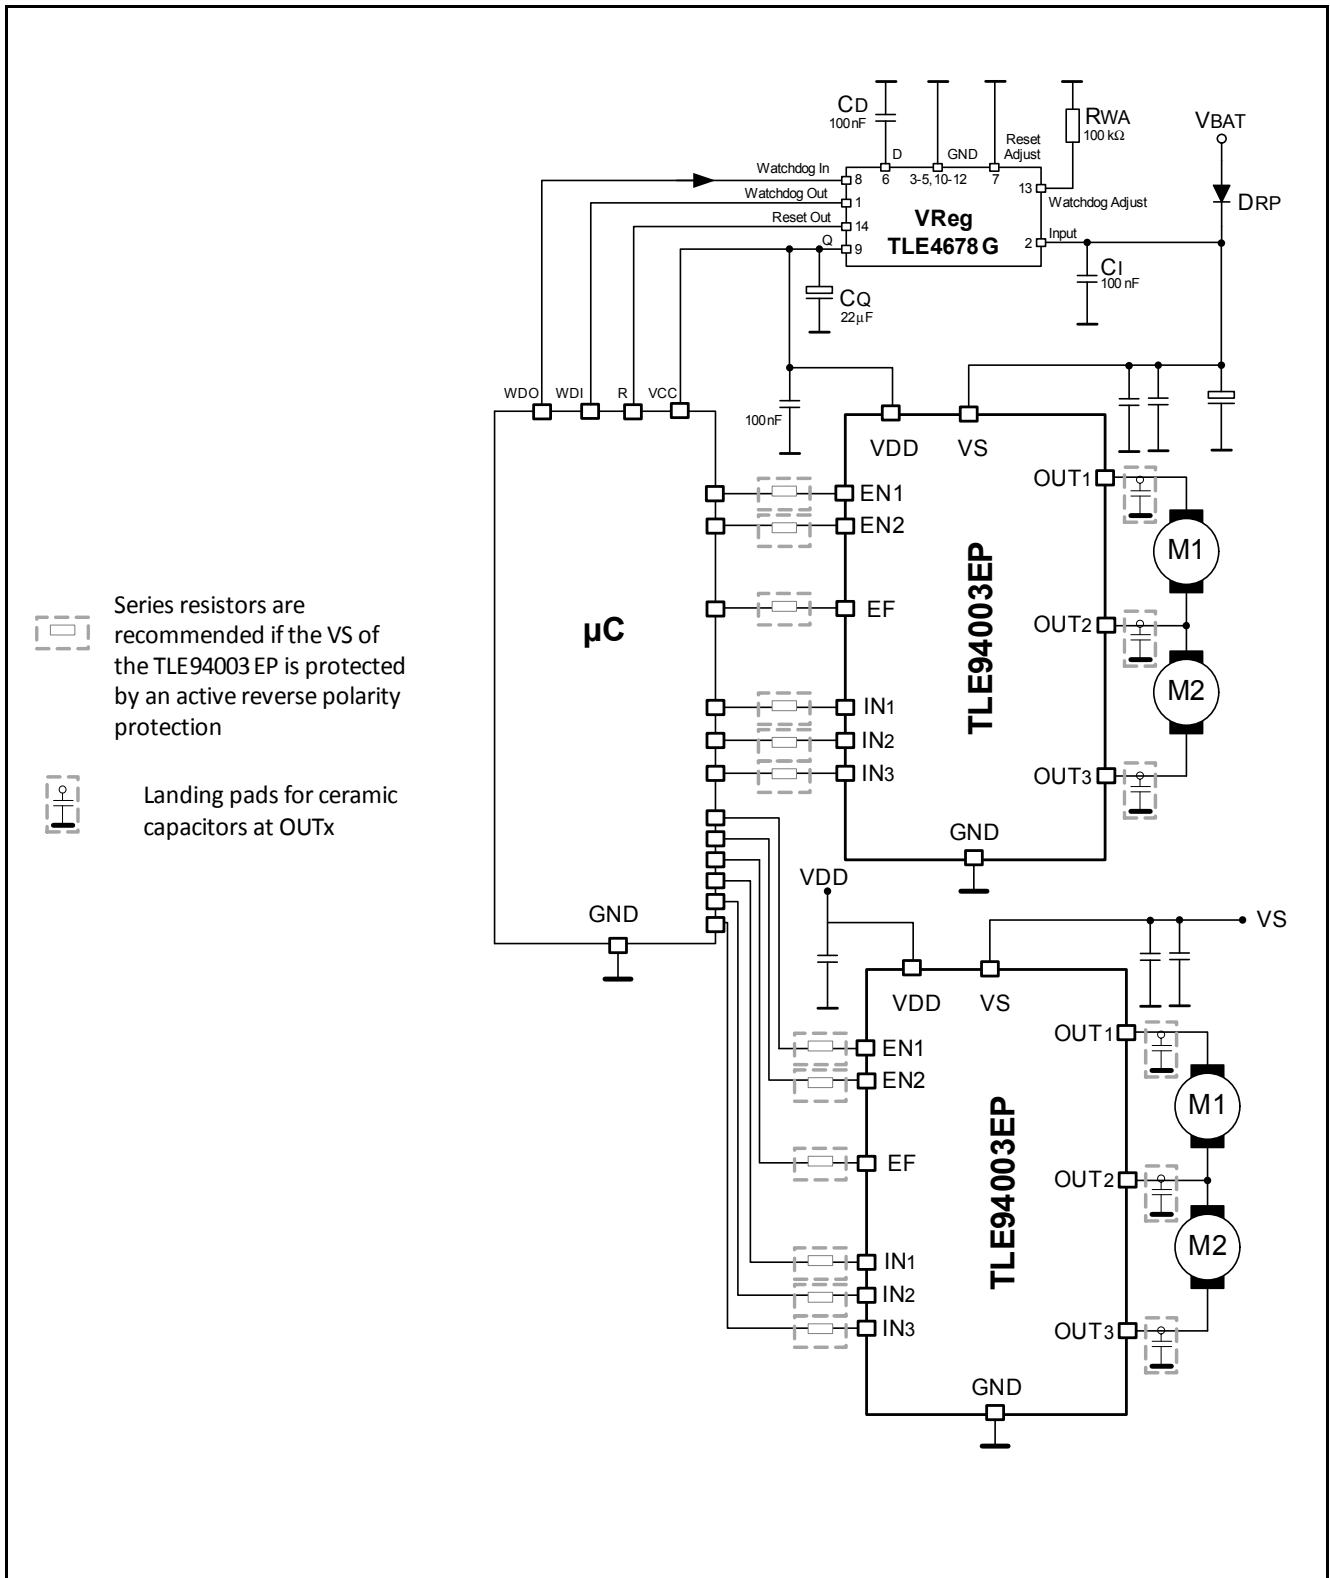 CD
100nF
RWA
100 kΩ
VBAT
D
GND
Reset
Adjust
Watchdog In
8
6
3-5, 10-12
7
13
Watchdog Out
1
Watchdog Adjust
DRP
Reset Out
14
VReg
TLE4678 G
Q
9
2
Input
CI
100 nF
CQ
22µF
WDO
WDI
R
VCC
100nF
VDD
VS
OUT1
EN1
EN2
M1
TLE94003EP
Series resistors are
recommended if the VS of
the TLE94003 EP is protected
by an active reverse polarity
protection
µC
EF
OUT2
M2
IN1
IN2
IN3
OUT3
Landing pads for ceramic
capacitors at OUTx
GND
VDD
GND
VS
VDD
VS
OUT1
EN1
EN2
M1
TLE94003EP
EF
OUT2
M2
IN1
IN2
IN3
OUT3
GND